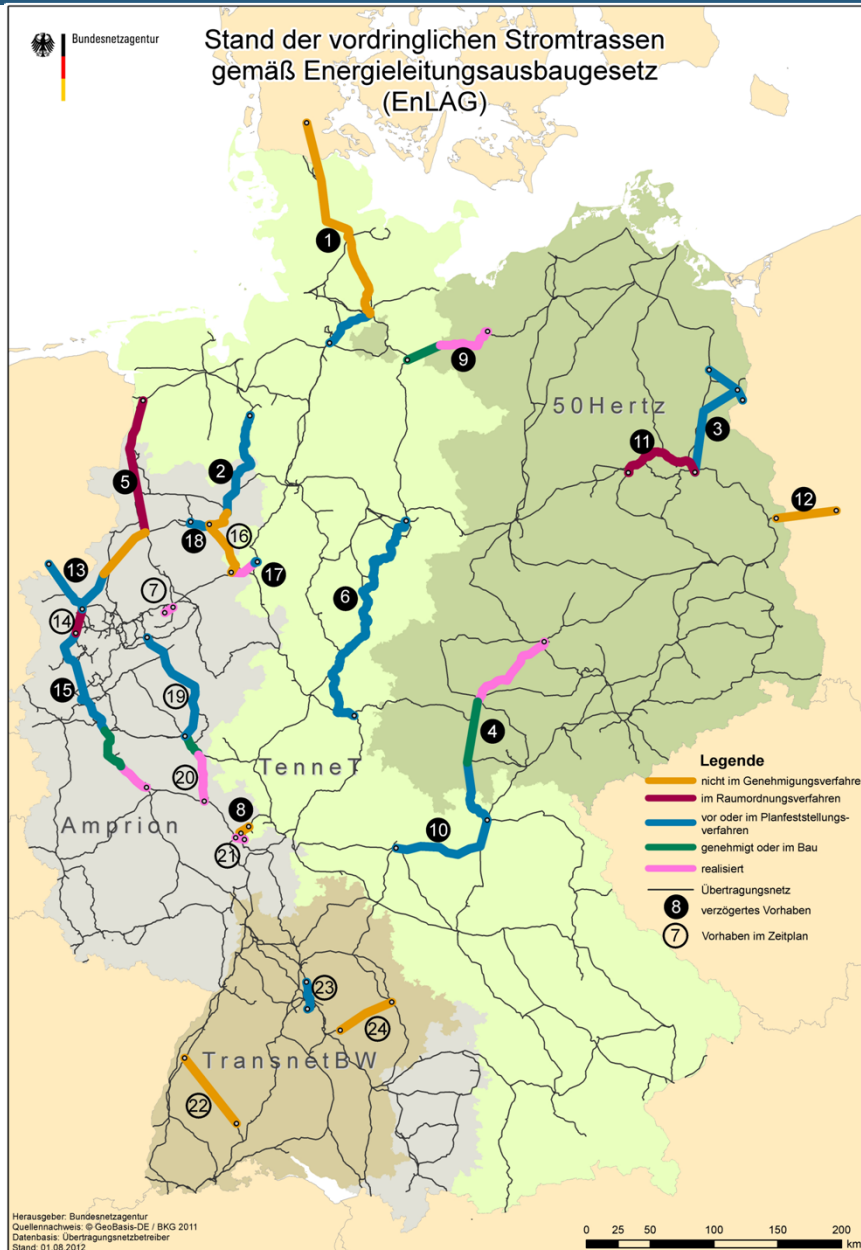 Bundesnetzagentur
Stand der vordringlichen Stromtrassen
gemäß Energieleitungsausbaugesetz
(EnLAG)
1
9
50Hertz
3
2
11
5
12
18
16
13
17
7
6
14
15
19
4
20
TenneT
8
Amprion
10
21
23
24
TransnetBW
22
Legende
nicht im Genehmigungsverfahre
im Raumordnungsverfahren
vor oder im Planfeststellungs-
verfahren
genehmigt oder im Bau
realisiert
Übertragungsnetz
8 verzögertes Vorhaben
7 Vorhaben im Zeitplan
Herausgeber: Bundesnetzagentur
Quellennachweis: © GeoBasis-DE / BKG 2011
Datenbasis: Übertragungsnetzbetreiber
Stand: 01.08.2012
0 25 50 100 150 200
km